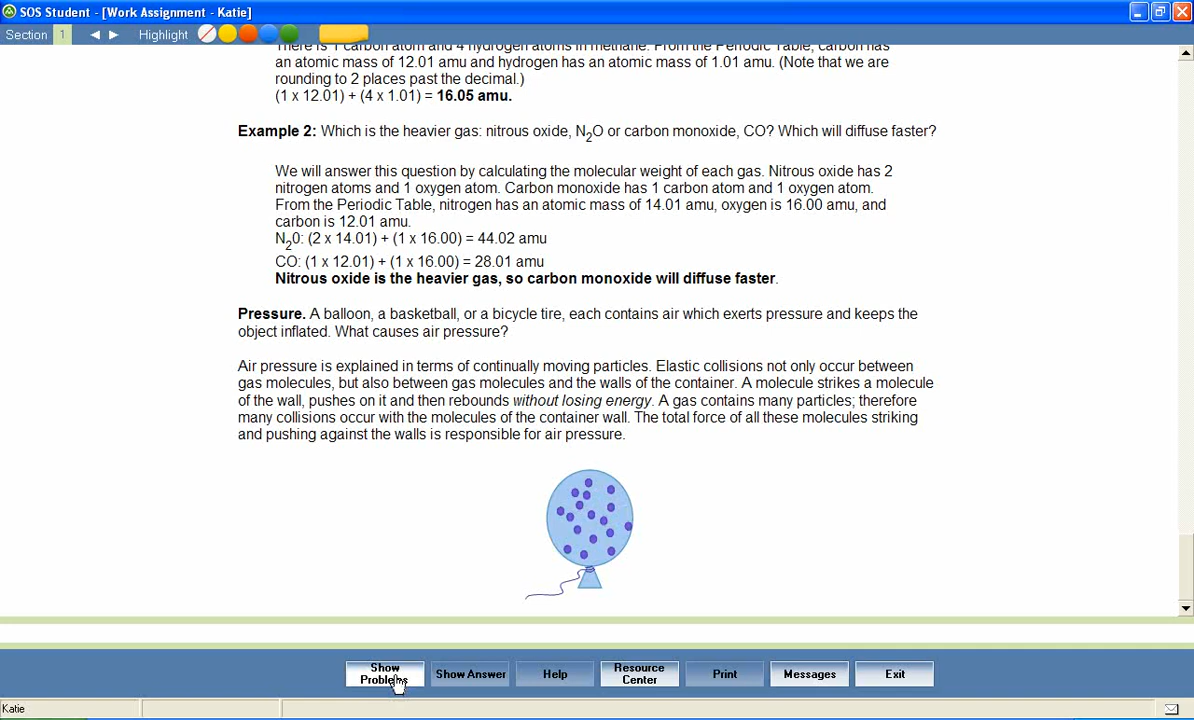 SOS Student - [Work Assignment - Katie]
Section 1 Highlight
There is 1 carbon atom and 4 hydrogen atoms in methane. From the Periodic Table, carbon has
an atomic mass of 12.01 amu and hydrogen has an atomic mass of 1.01 amu. (Note that we are
rounding to 2 places past the decimal.)
(1 x 12.01) + (4 x 1.01) = 16.05 amu.
Example 2: Which is the heavier gas: nitrous oxide, N2O or carbon monoxide, CO? Which will diffuse faster?
We will answer this question by calculating the molecular weight of each gas. Nitrous oxide has 2
nitrogen atoms and 1 oxygen atom. Carbon monoxide has 1 carbon atom and 1 oxygen atom.
From the Periodic Table, nitrogen has an atomic mass of 14.01 amu, oxygen is 16.00 amu, and
carbon is 12.01 amu.
N20: (2 x 14.01) + (1 x 16.00) = 44.02 amu
CO: (1 x 12.01) + (1 x 16.00) = 28.01 amu
Nitrous oxide is the heavier gas, so carbon monoxide will diffuse faster.
Pressure. A balloon, a basketball, or a bicycle tire, each contains air which exerts pressure and keeps the
object inflated. What causes air pressure?
Air pressure is explained in terms of continually moving particles. Elastic collisions not only occur between
gas molecules, but also between gas molecules and the walls of the container. A molecule strikes a molecule
of the wall, pushes on it and then rebounds without losing energy. A gas contains many particles; therefore
many collisions occur with the molecules of the container wall. The total force of all these molecules striking
and pushing against the walls is responsible for air pressure.
Show
Problems
Show Answer
Help
Resource
Center
Print
Messages
Exit
Katie